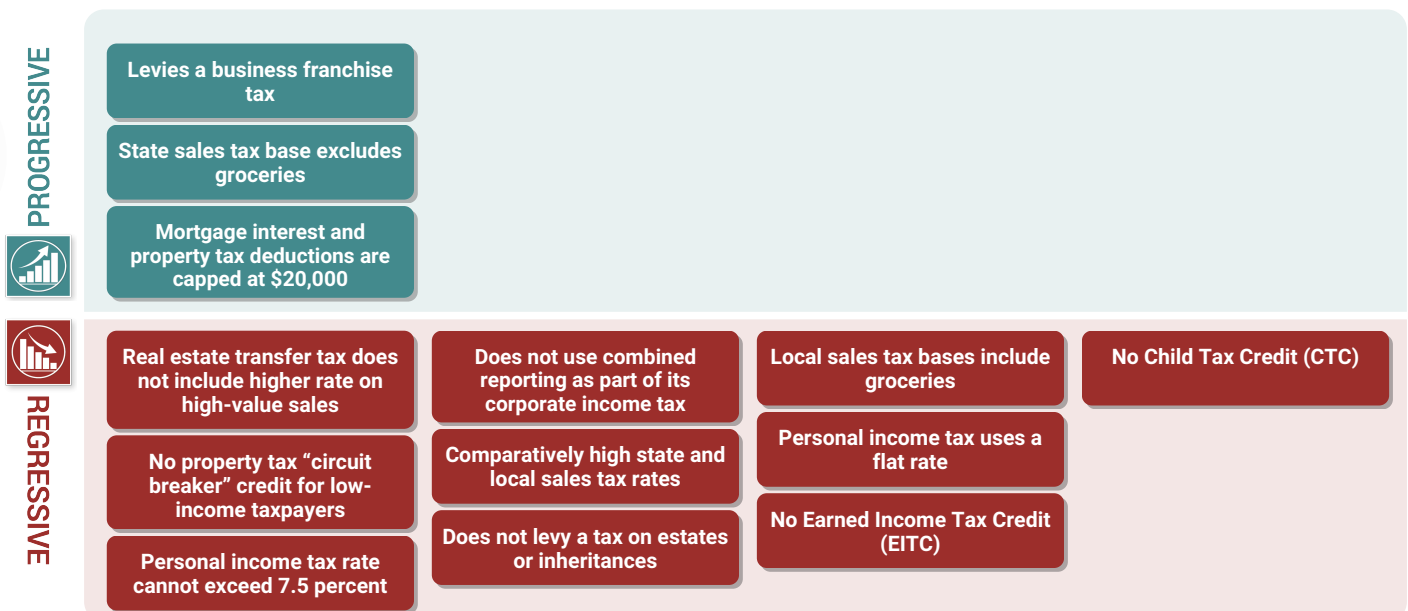 PROGRESSIVE
Levies a business franchise
tax
State sales tax base excludes
groceries
Mortgage interest and
property tax deductions are
capped at $20,000
REGRESSIVE
Real estate transfer tax does
not include higher rate on
high-value sales
No property tax “circuit
breaker” credit for low-
income taxpayers
Personal income tax rate
cannot exceed 7.5 percent
Does not use combined
reporting as part of its
corporate income tax
Comparatively high state and
local sales tax rates
Does not levy a tax on estates
or inheritances
Local sales tax bases include
groceries
Personal income tax uses a
flat rate
No Earned Income Tax Credit
(EITC)
No Child Tax Credit (CTC)